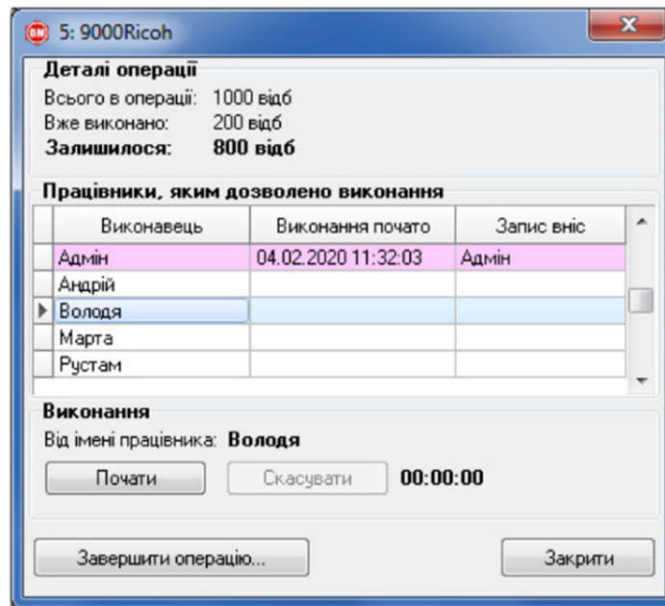 5: 9000Ricoh
Деталі операції
Всього в операції: 1000 відб
Вже виконано: 200 відб
Залишилося: 800 відб
Працівники, яким дозволено виконання
Виконавець Виконання почато Запис вніс
Адмін 04.02.2020 11:32:03 Адмін
Андрій
Володя
Марта
Рустам
Виконання
Від імені працівника: Володя
Почати Скасувати 00:00:00
Завершити операцію... Закрити